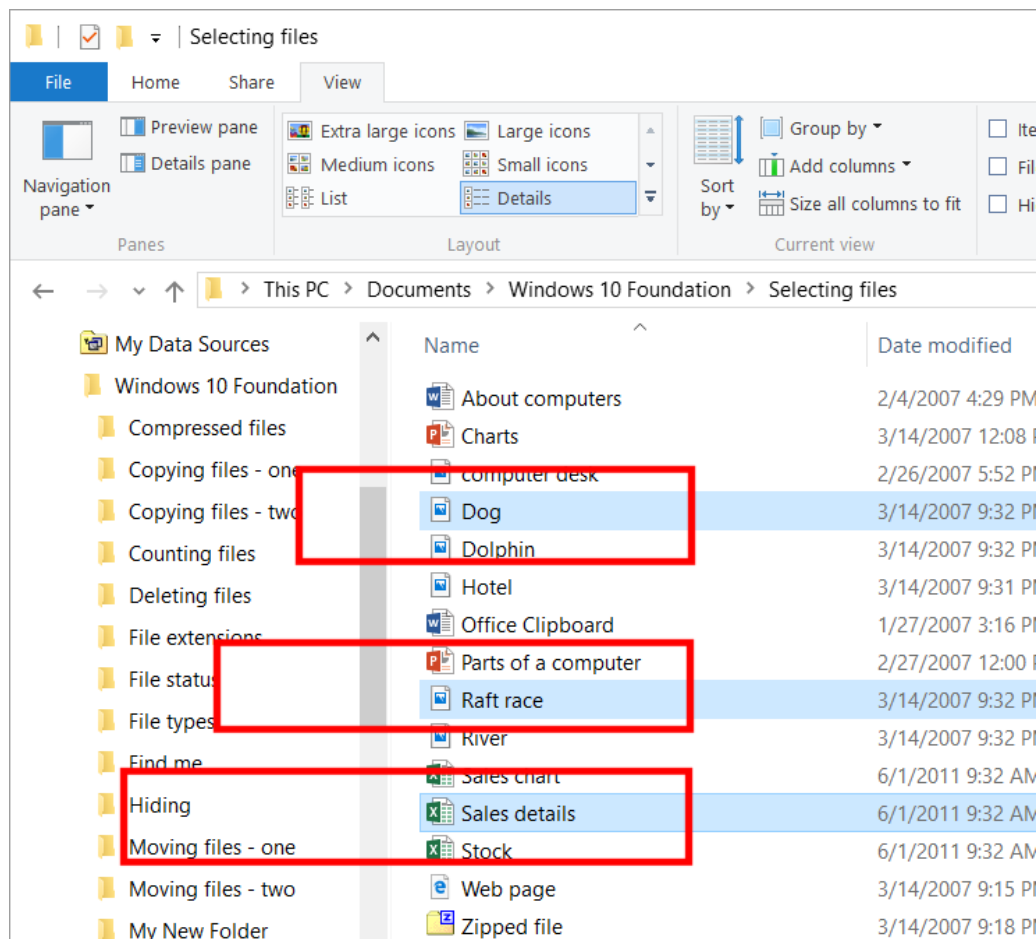 Selecting files
File Home Share View
Preview pane
Details pane
Navigation pane
Panes
Extra large icons Large icons
Medium icons Small icons
List Details
Layout
Sort by
Group by
Add columns
Size all columns to fit
Current view
This PC > Documents > Windows 10 Foundation > Selecting files
My Data Sources
Windows 10 Foundation
Compressed files
Copying files - one
Copying files - two
Counting files
Deleting files
File extensions
File status
File types
Find me
Hiding
Moving files - one
Moving files - two
My New Folder
Name Date modified
About computers 2/4/2007 4:29 PM
Charts 3/14/2007 12:08
computer desk 2/26/2007 5:52 PM
Dog 3/14/2007 9:32 PM
Dolphin 3/14/2007 9:32 PM
Hotel 3/14/2007 9:31 PM
Office Clipboard 1/27/2007 3:16 PM
Parts of a computer 2/27/2007 12:00
Raft race 3/14/2007 9:32 PM
River 3/14/2007 9:32 PM
Sales chart 6/1/2011 9:32 AM
Sales details 6/1/2011 9:32 AM
Stock 6/1/2011 9:32 AM
Web page 3/14/2007 9:15 PM
Zipped file 3/14/2007 9:18 PM